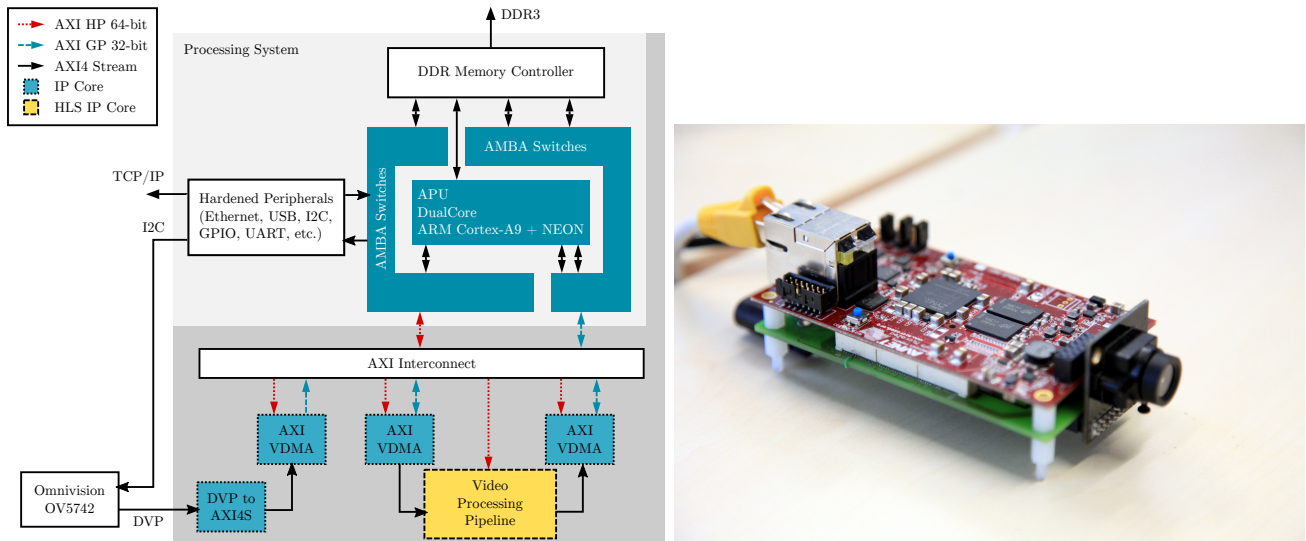 AXI HP 64-bit
AXI GP 32-bit
AXI4 Stream
IP Core
HLS IP Core
DDR3
Processing System
DDR Memory Controller
AMBA Switches
AMBA Switches
TCP/IP
I2C
Hardened Peripherals
(Ethernet, USB, I2C,
GPIO, UART, etc.)
APU
DualCore
ARM Cortex-A9 + NEON
AXI Interconnect
AXI
VDMA
AXI
VDMA
AXI
VDMA
Omnivision
OV5742
DVP
DVP to
AXI4S
Video
Processing
Pipeline
AVNET